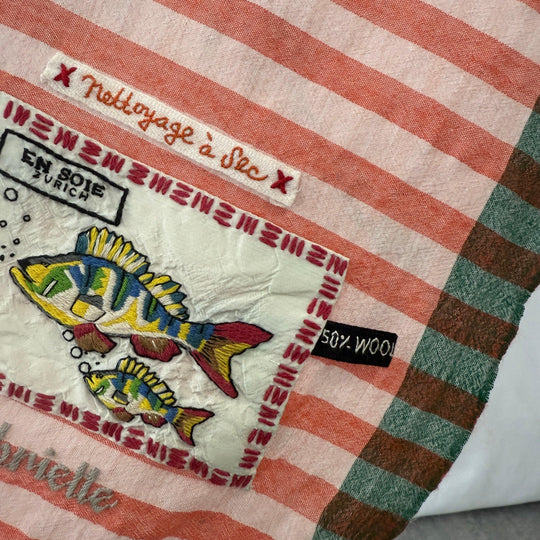 Nettoyage à Sec
EN SOIE
ZURICH
50% WOOL